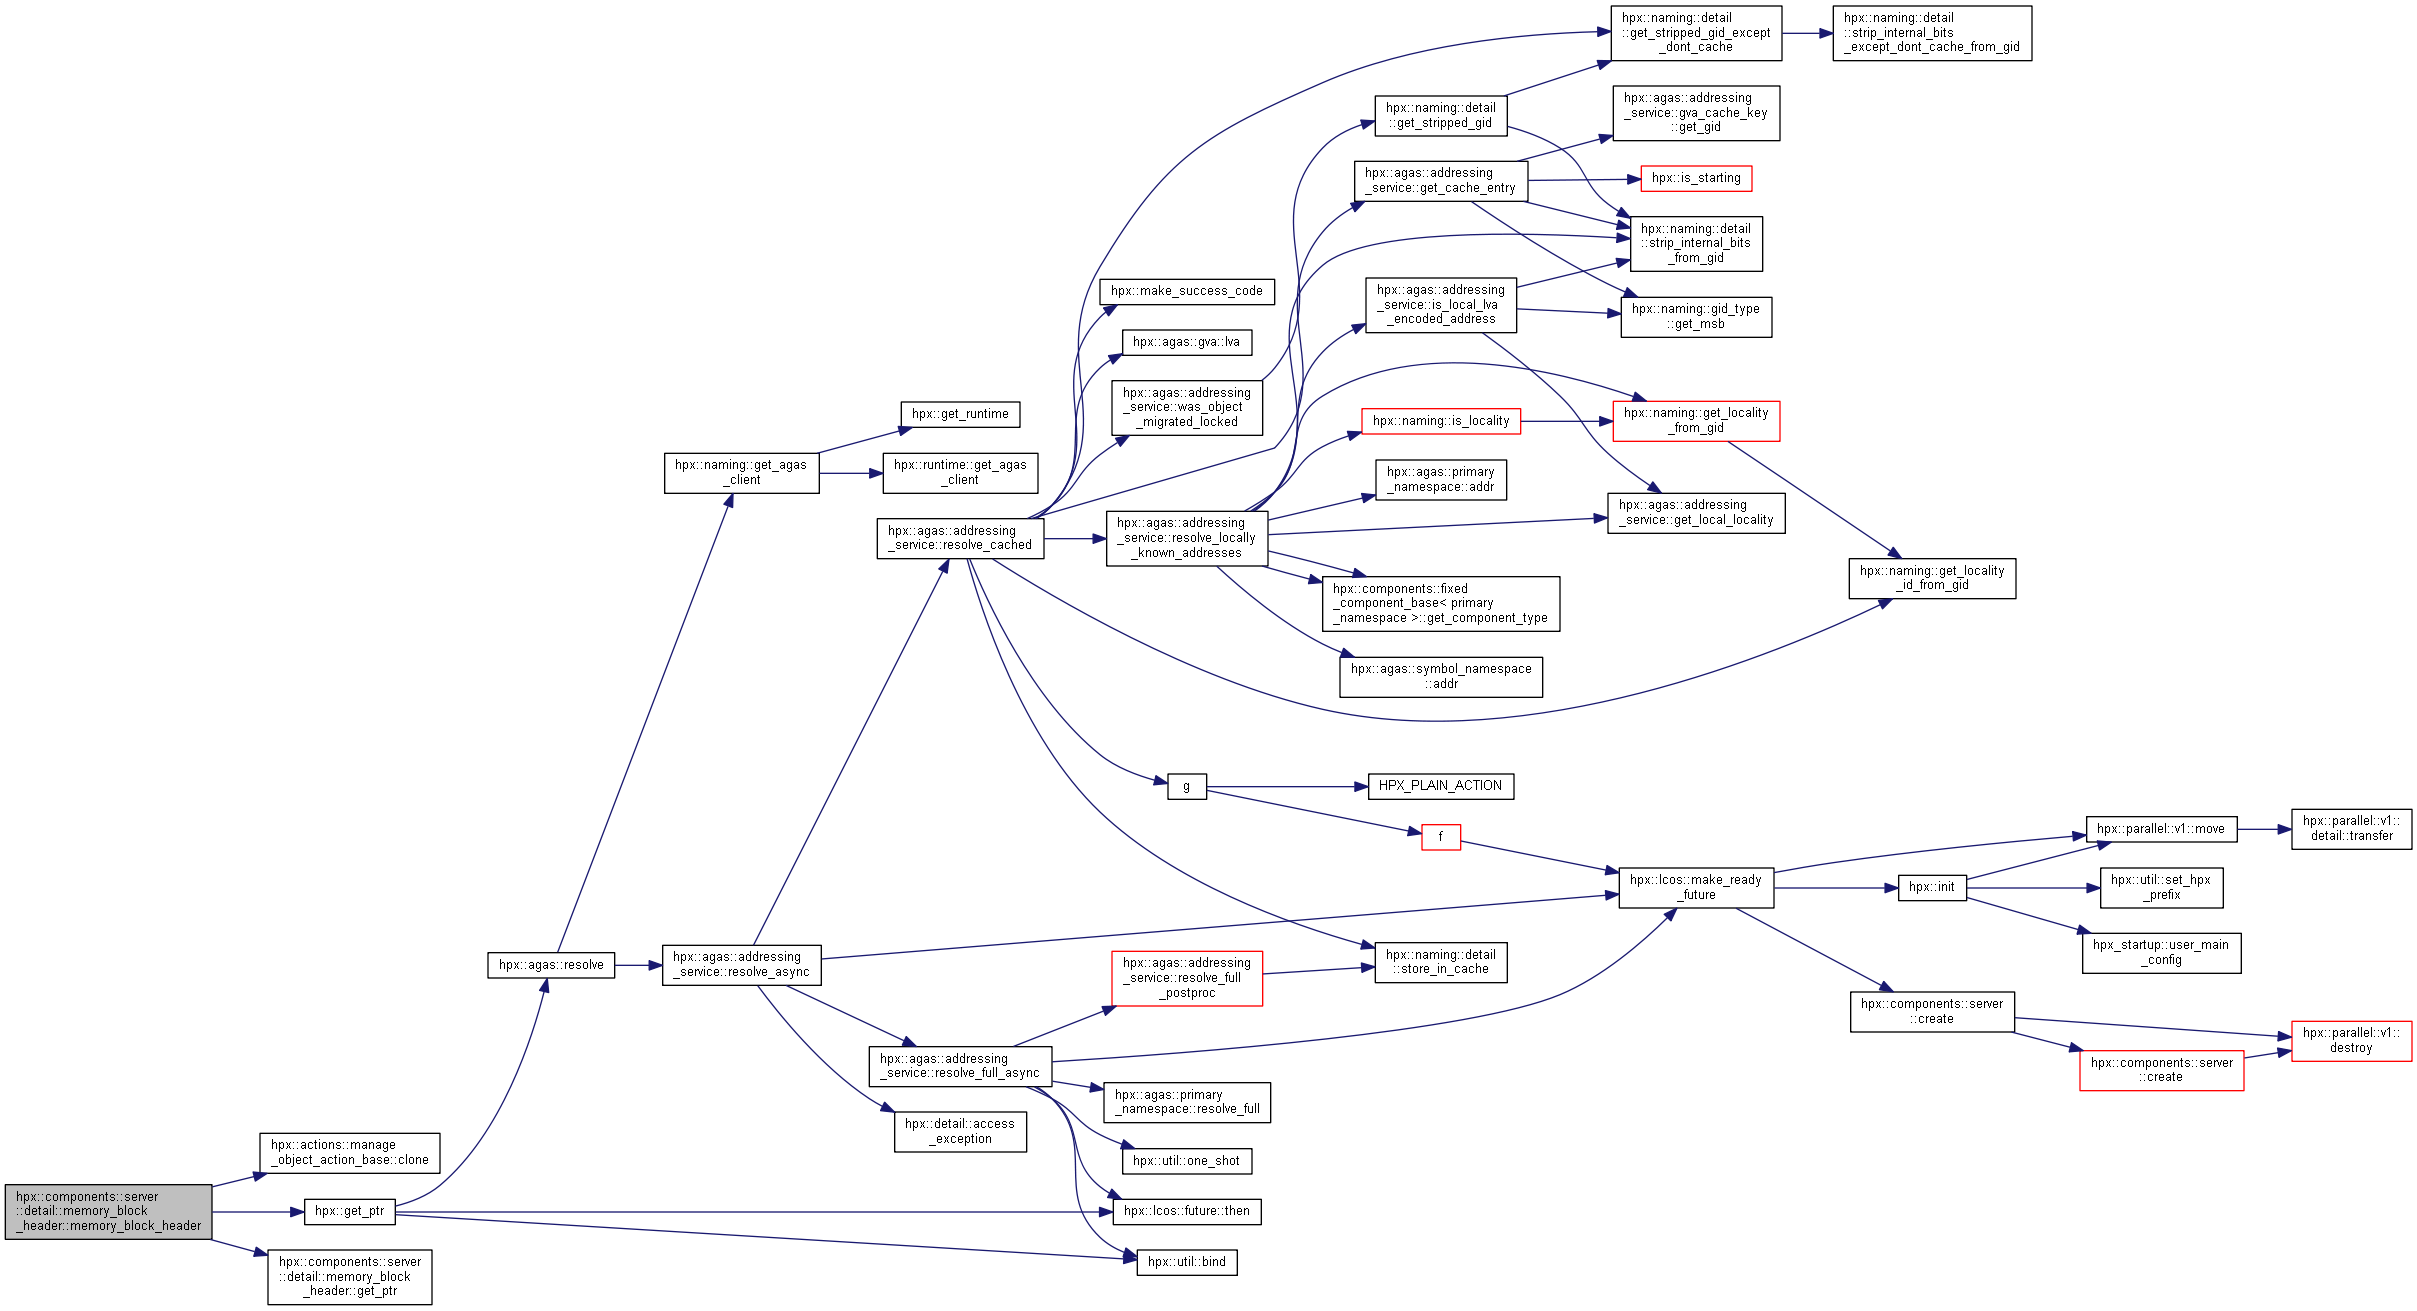 hpx::components::server
::detail::memory_block
_header::memory_block_header
hpx::actions::manage
_object_action_base::clone
hpx::get_ptr
hpx::components::server
::detail::memory_block
_header::get_ptr
hpx::agas::resolve
hpx::naming::get_agas
_client
hpx::agas::addressing
_service::resolve_async
hpx::get_runtime
hpx::runtime::get_agas
_client
hpx::agas::addressing
_service::resolve_cached
hpx::agas::addressing
_service::resolve_full_async
hpx::detail::access
_exception
hpx::make_success_code
hpx::agas::gva::lva
hpx::agas::addressing
_service::was_object
_migrated_locked
hpx::agas::addressing
_service::resolve_locally
_known_addresses
g
hpx::agas::addressing
_service::resolve_full
_postproc
hpx::agas::primary
_namespace::resolve_full
hpx::util::one_shot
hpx::lcos::future::then
hpx::util::bind
hpx::naming::detail
::get_stripped_gid
hpx::agas::addressing
_service::get_cache_entry
hpx::agas::addressing
_service::is_local_lva
_encoded_address
hpx::naming::is_locality
hpx::agas::primary
_namespace::addr
hpx::components::fixed
_component_base< primary
_namespace >::get_component_type
hpx::agas::symbol_namespace
::addr
HPX_PLAIN_ACTION
f
hpx::naming::detail
::store_in_cache
hpx::naming::detail
::get_stripped_gid_except
_dont_cache
hpx::agas::addressing
_service::gva_cache_key
::get_gid
hpx::is_starting
hpx::naming::detail
::strip_internal_bits
_from_gid
hpx::naming::gid_type
::get_msb
hpx::naming::get_locality
_from_gid
hpx::agas::addressing
_service::get_local_locality
hpx::lcos::make_ready
_future
hpx::naming::detail
::strip_internal_bits
_except_dont_cache_from_gid
hpx::naming::get_locality
_id_from_gid
hpx::init
hpx::components::server
::create
hpx::parallel::v1::move
hpx::util::set_hpx
_prefix
hpx_startup::user_main
_config
hpx::components::server
::create
hpx::parallel::v1::
detail::transfer
hpx::parallel::v1::
destroy